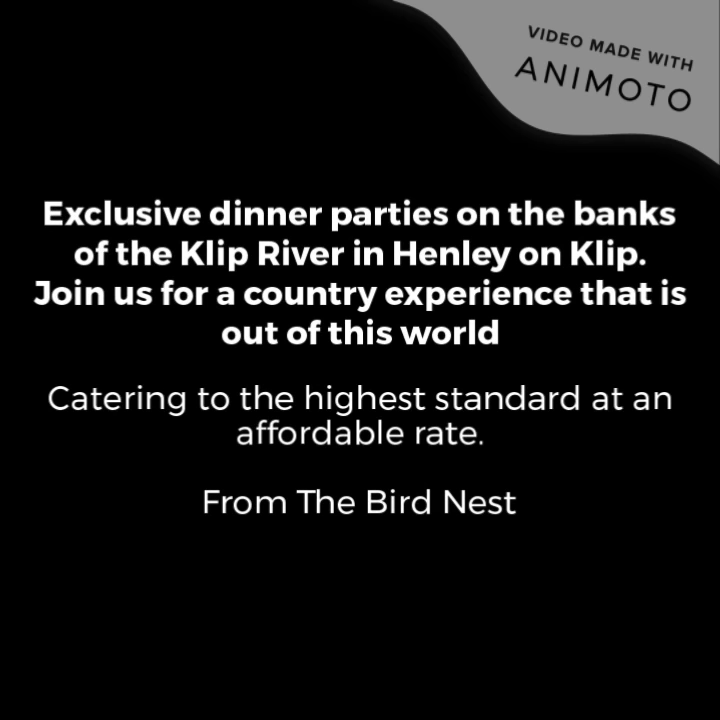 VIDEO MADE WITH
ANIMOTO
Exclusive dinner parties on the banks
of the Klip River in Henley on Klip.
Join us for a country experience that is
out of this world
Catering to the highest standard at an
affordable rate.
From The Bird Nest